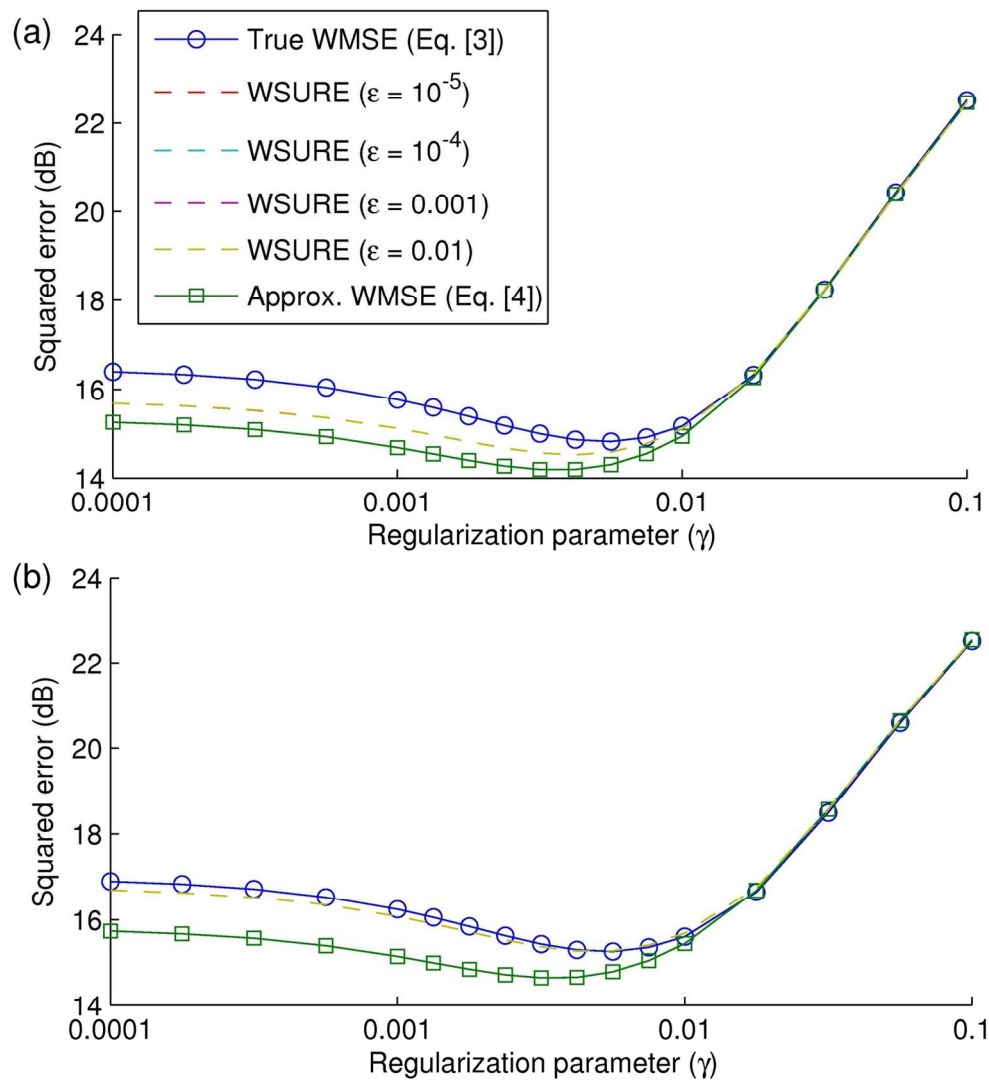 (a)
24
22
20
18
16
14
Squared error (dB)
True WMSE (Eq. [3])
WSURE (ε = 10⁻⁵)
WSURE (ε = 10⁻⁴)
WSURE (ε = 0.001)
WSURE (ε = 0.01)
Approx. WMSE (Eq. [4])
0.0001 0.001 0.01 0.1
Regularization parameter (γ)
(b)
24
22
20
18
16
14
Squared error (dB)
0.0001 0.001 0.01 0.1
Regularization parameter (γ)